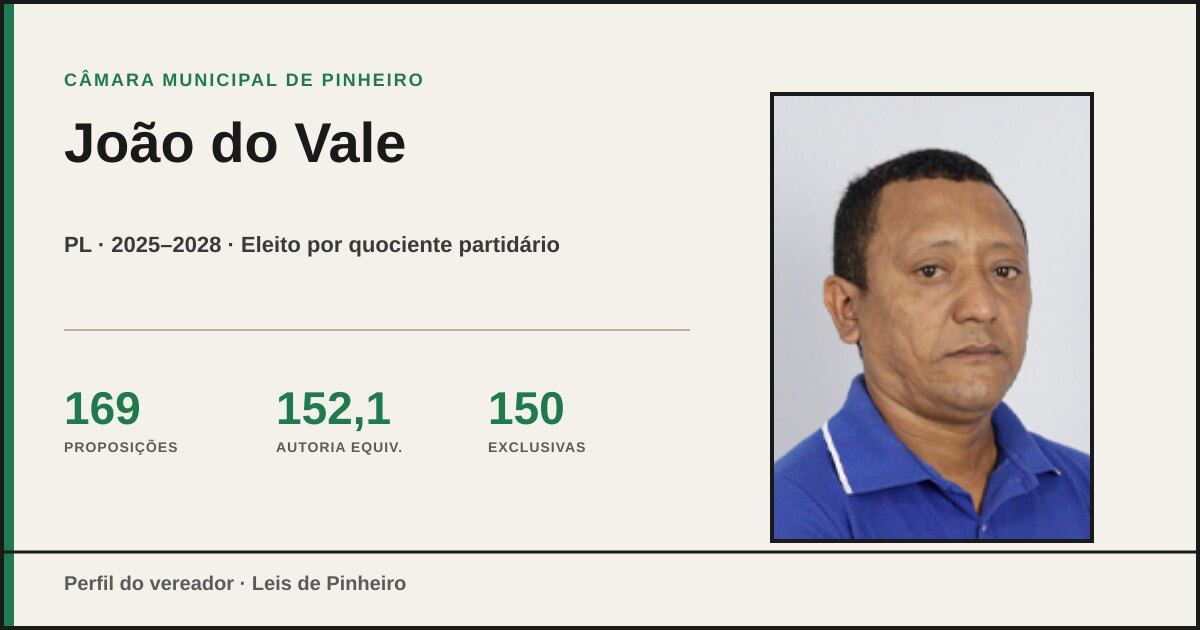 CÂMARA MUNICIPAL DE PINHEIRO
João do Vale
PL · 2025–2028 · Eleito por quociente partidário
169
PROPOSIÇÕES
152,1
AUTORIA EQUIV.
150
EXCLUSIVAS
Perfil do vereador · Leis de Pinheiro